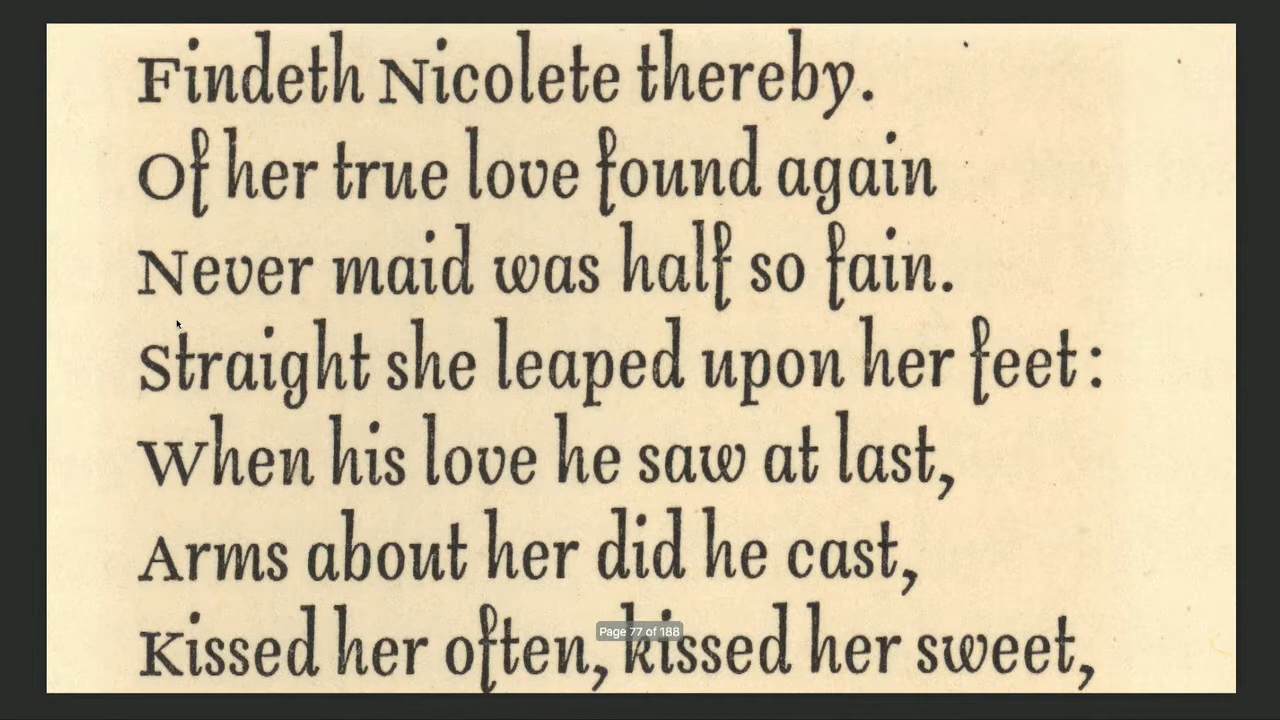 Findeth Nicolete thereby.
Of her true love found again
Never maid was half so fain.
Straight she leaped upon her feet:
When his love he saw at last,
Arms about her did he cast,
Kissed her often, kissed her sweet,
Page 77 of 188